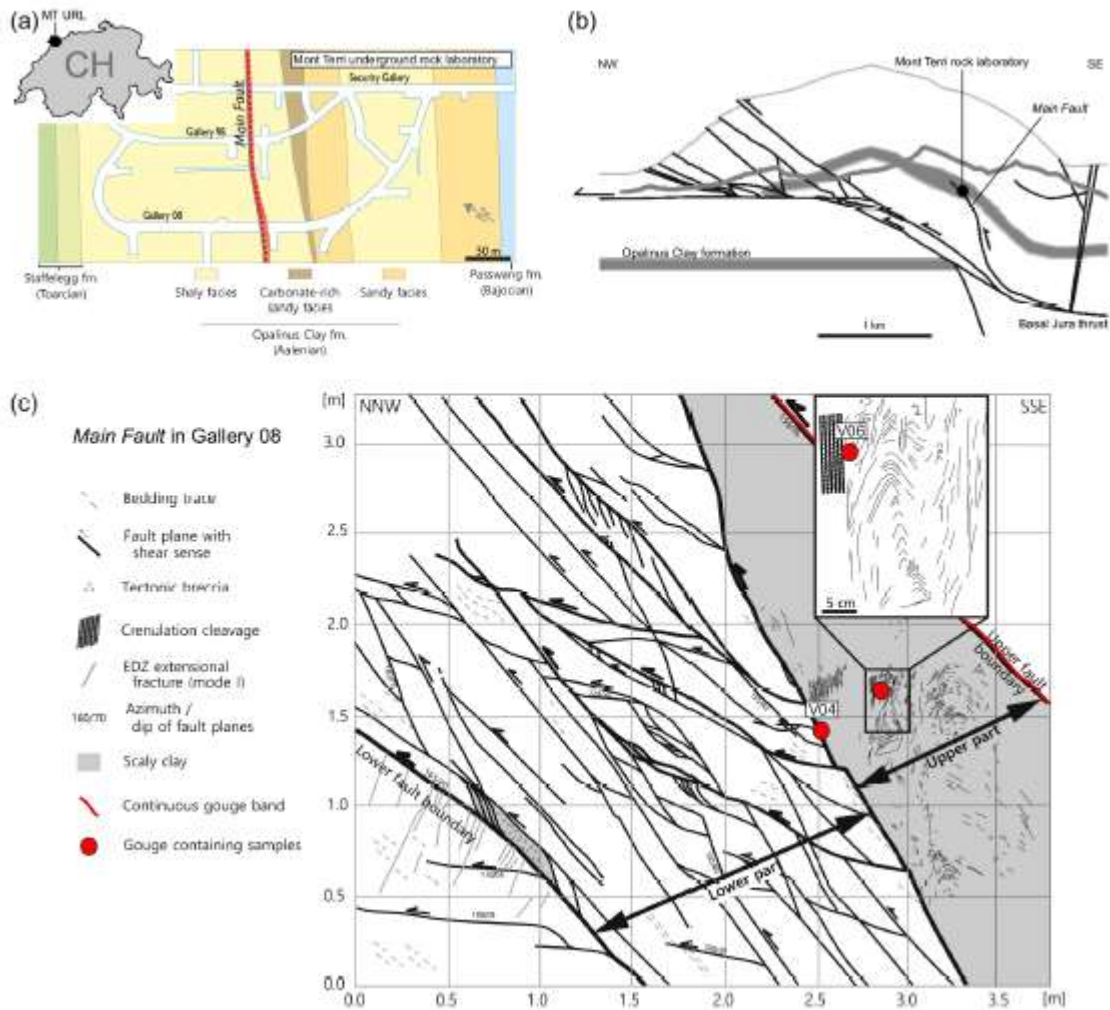 (a)
MT URL
CH
Mont Terri underground rock laboratory
Security Gallery
Main Fault
Gallery 98
Gallery 08
50 m
Staffelegg fm.
(Toarcian)
Shaly facies
Carbonate-rich
sandy facies
Sandy facies
Passwang fm.
(Bajocian)
Opalinus Clay fm.
(Aalenian)
(b)
NW
Mont Terri rock laboratory
SE
Main Fault
Opalinus Clay formation
1 km
Basal Jura thrust
(c)
Main Fault in Gallery 08
Bedding trace
Fault plane with
shear sense
Tectonic breccia
Crenulation cleavage
EDZ extensional
fracture (mode I)
160/70
Azimuth /
dip of fault planes
Scaly clay
Continuous gouge band
Gouge containing samples
[m]
NNW
SSE
3.0
2.5
2.0
1.5
1.0
0.5
0.0
V06
5 cm
Upper fault
boundary
V04
Upper part
Lower fault boundary
Lower part
0.0
0.5
1.0
1.5
2.0
2.5
3.0
3.5
[m]